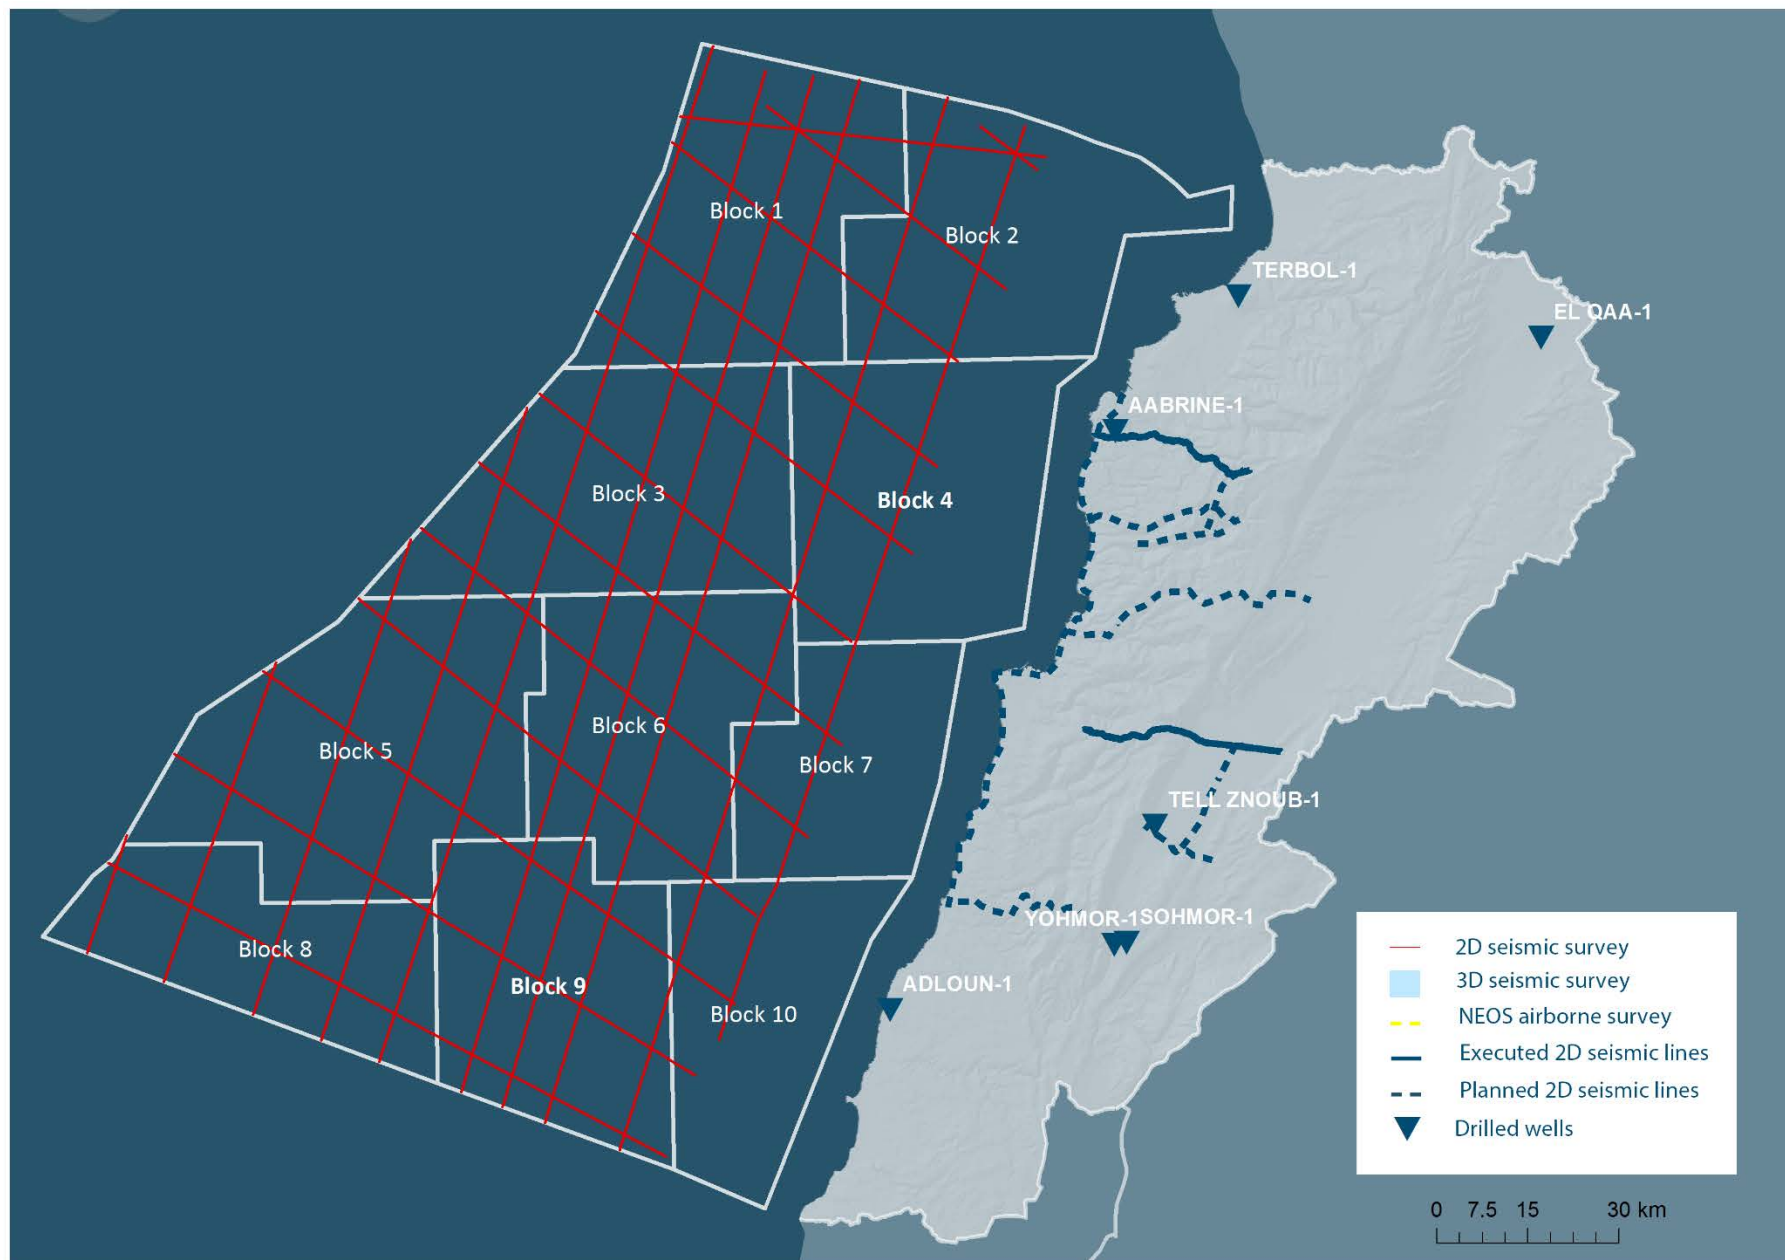 Block 1
Block 2
TERBOL-1
EL QAA-1
AABRINE-1
Block 3
Block 4
Block 6
Block 5
Block 7
TELL ZNOUB-1
YOHMOR-1 SOHMOR-1
Block 8
Block 9
ADLOUN-1
Block 10
2D seismic survey
3D seismic survey
NEOS airborne survey
Executed 2D seismic lines
Planned 2D seismic lines
Drilled wells
0 7.5 15 30 km